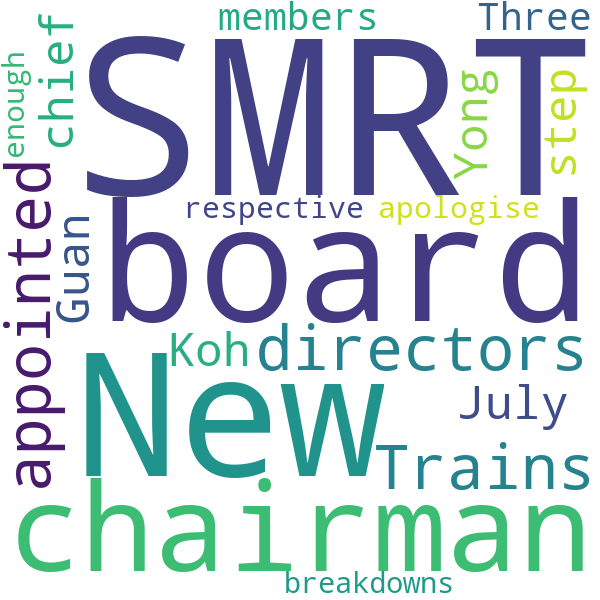 members
Three
chief
enough
SMRT
Yong
step
respective
apologise
appointed
Guan
board
Koh
directors
New
July
Trains
chairman
breakdowns